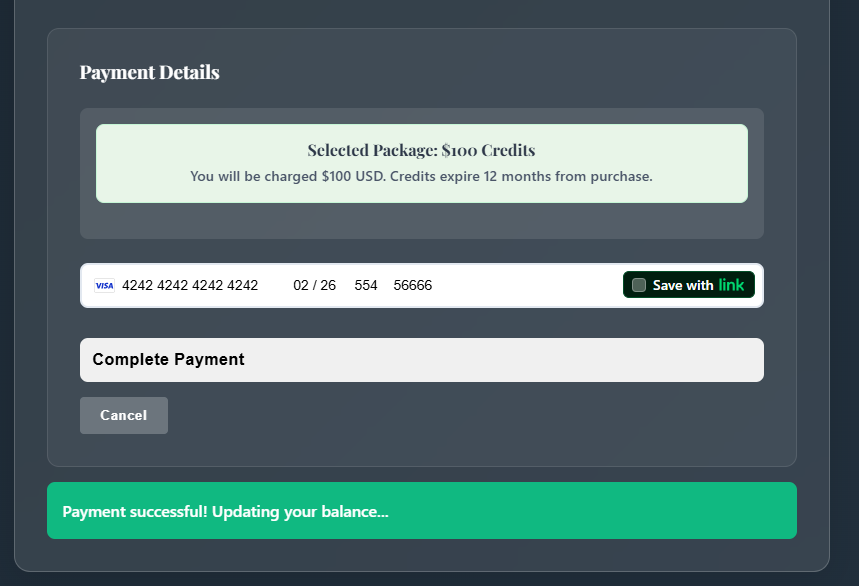 Payment Details
Selected Package: $100 Credits
You will be charged $100 USD. Credits expire 12 months from purchase.
VISA 4242 4242 4242 4242 02 / 26 554 56666 Save with link
Complete Payment
Cancel
Payment successful! Updating your balance...